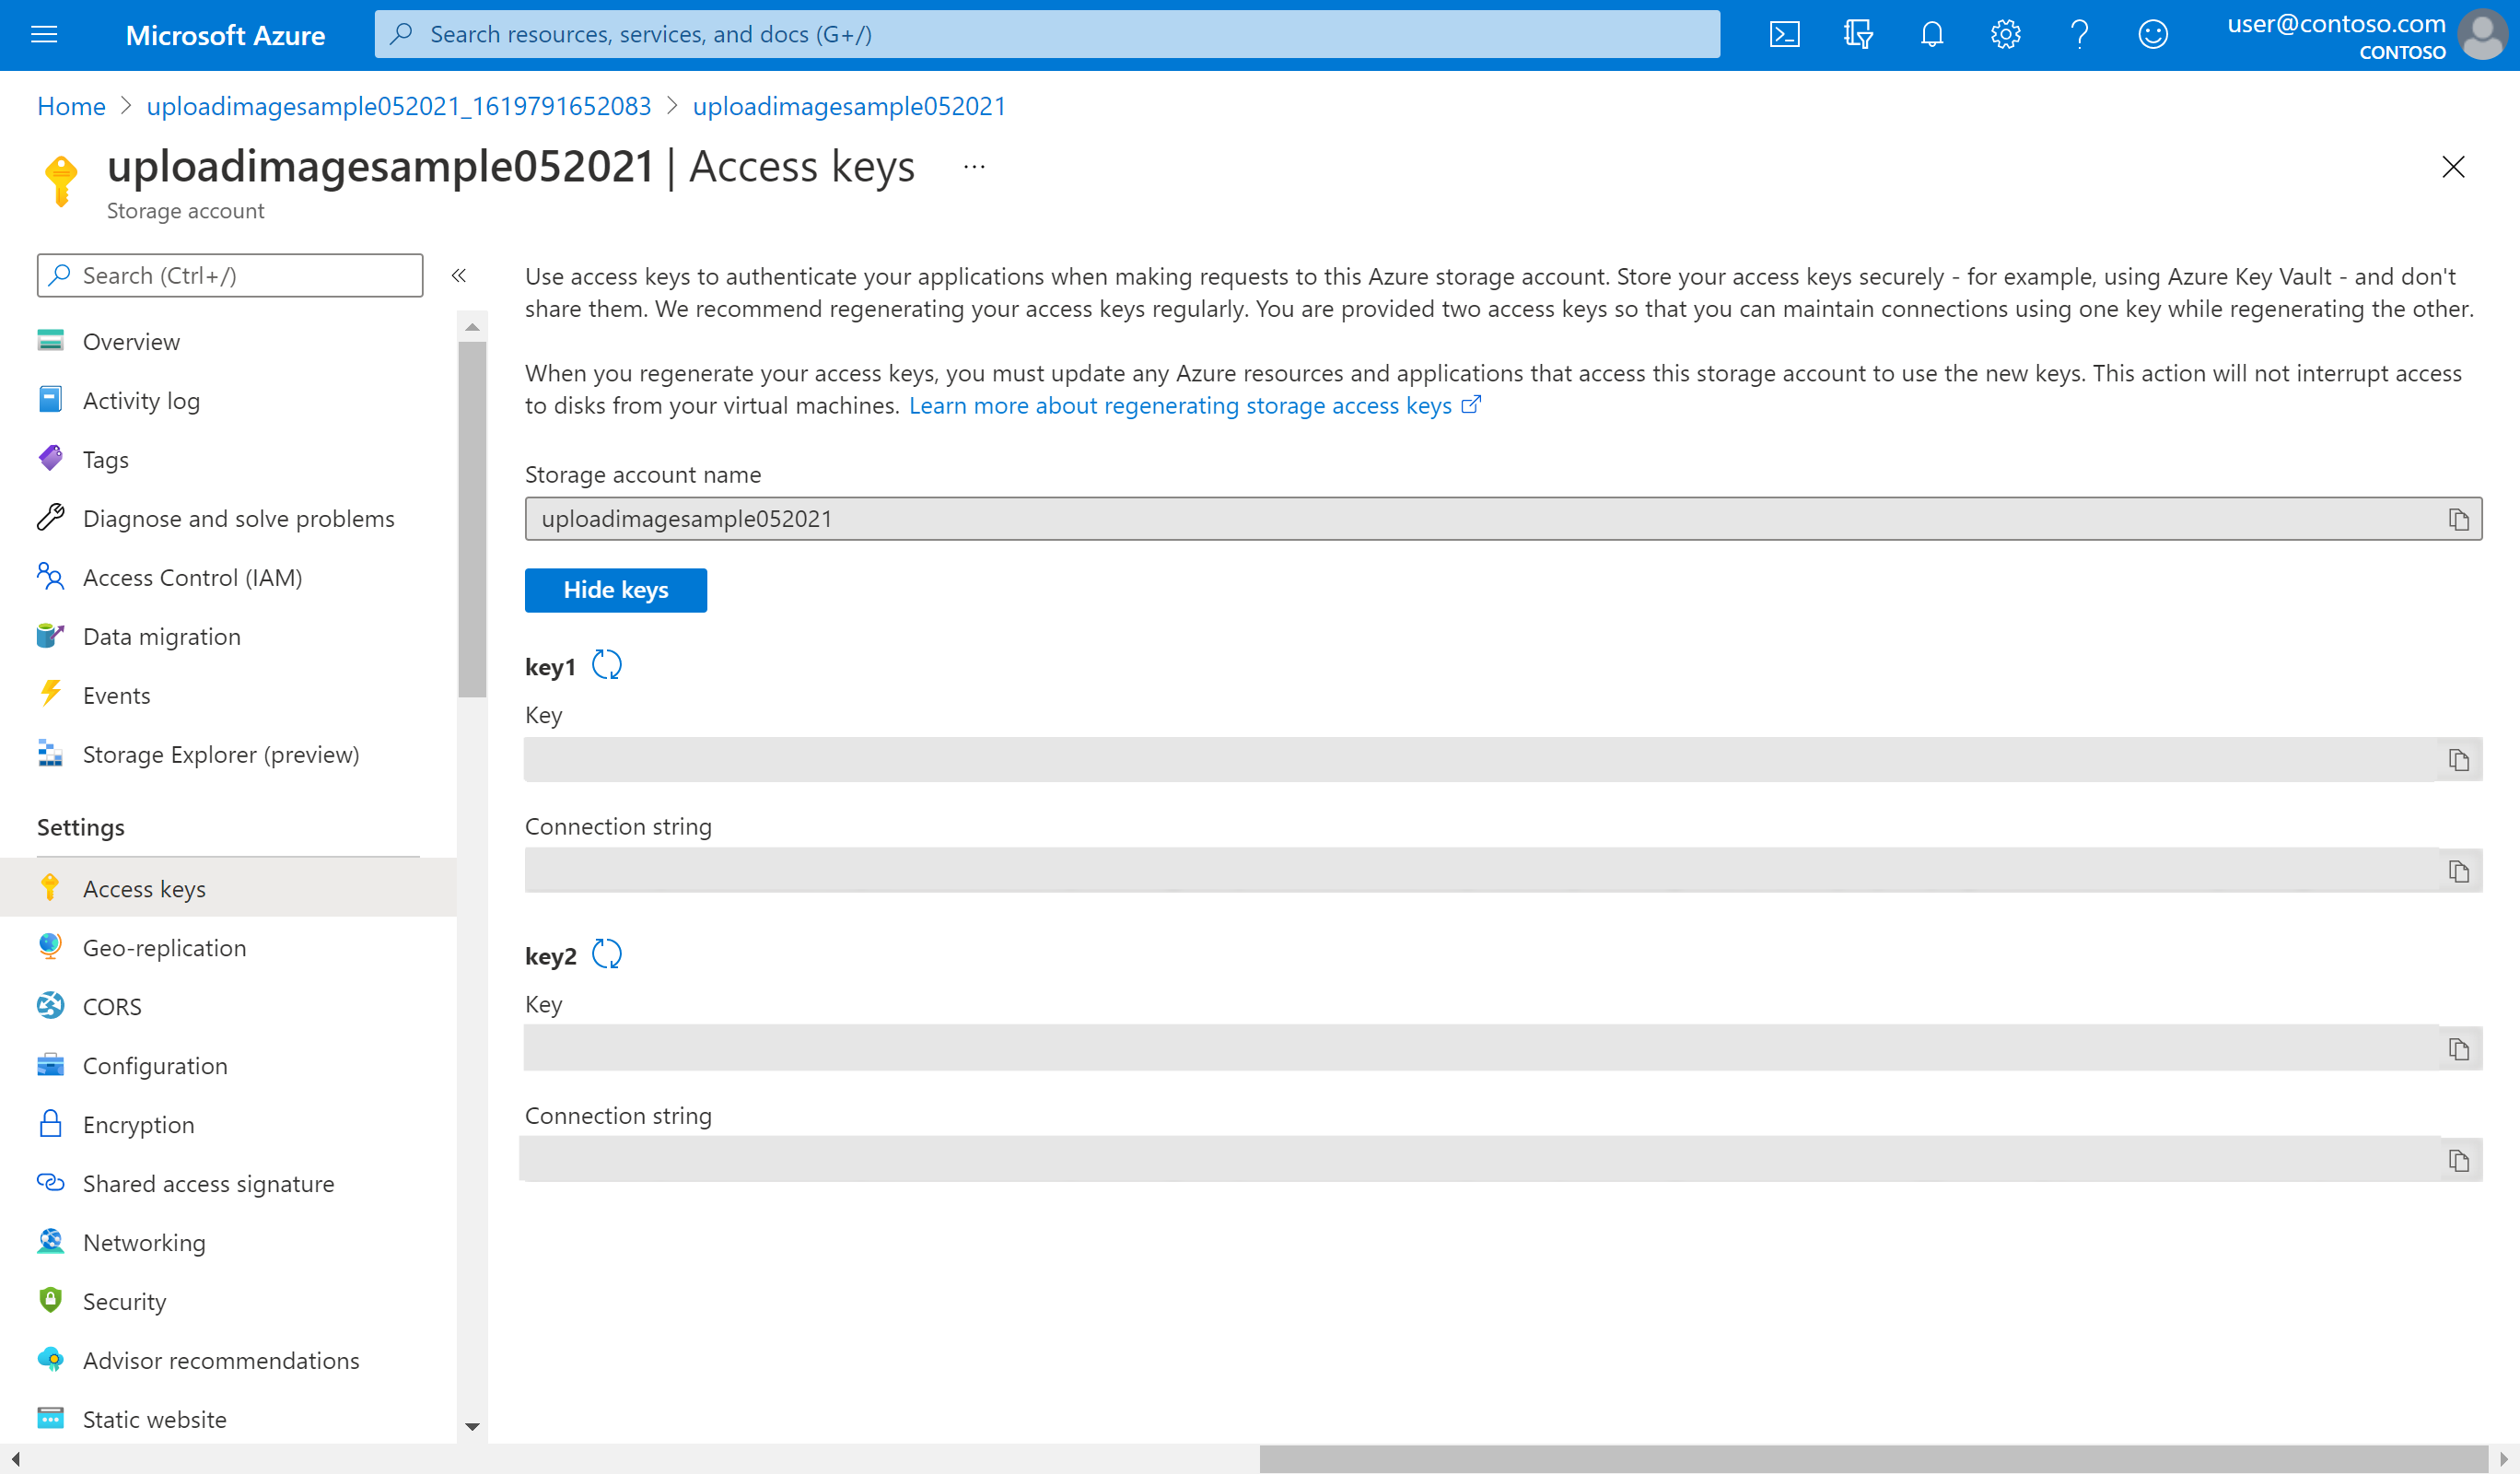 Microsoft Azure
Search resources, services, and docs (G+/)
user@contoso.com
CONTOSO
Home > uploadimagesample052021_1619791652083 > uploadimagesample052021
uploadimagesample052021 | Access keys ...
Storage account
Search (Ctrl+/)
Overview
Activity log
Tags
Diagnose and solve problems
Access Control (IAM)
Data migration
Events
Storage Explorer (preview)
Settings
Access keys
Geo-replication
CORS
Configuration
Encryption
Shared access signature
Networking
Security
Advisor recommendations
Static website
Use access keys to authenticate your applications when making requests to this Azure storage account. Store your access keys securely - for example, using Azure Key Vault - and don't
share them. We recommend regenerating your access keys regularly. You are provided two access keys so that you can maintain connections using one key while regenerating the other.
When you regenerate your access keys, you must update any Azure resources and applications that access this storage account to use the new keys. This action will not interrupt access
to disks from your virtual machines. Learn more about regenerating storage access keys
Storage account name
uploadimagesample052021
Hide keys
key1
Key
Connection string
key2
Key
Connection string